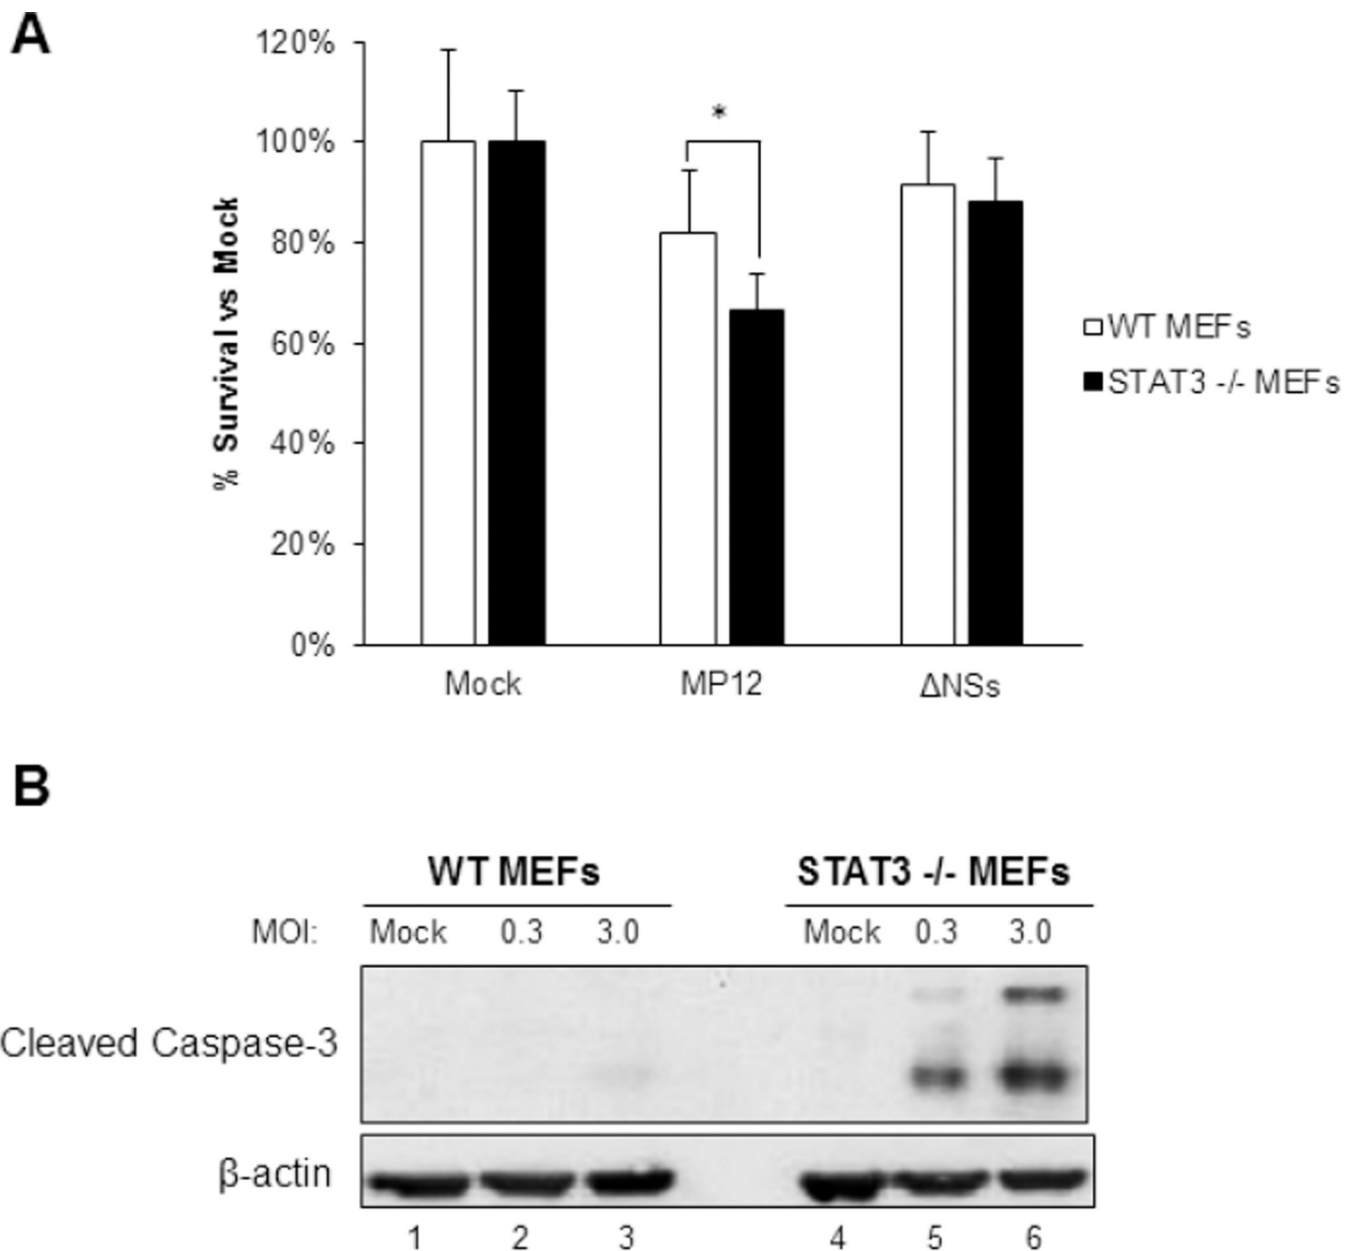 A
120%
100%
80%
60%
40%
20%
0%
% Survival vs Mock
*
Mock
MP12
ΔNSs
WT MEFs
STAT3 -/- MEFs
B
WT MEFs STAT3 -/- MEFs
MOI: Mock 0.3 3.0 Mock 0.3 3.0
Cleaved Caspase-3
β-actin
1 2 3 4 5 6